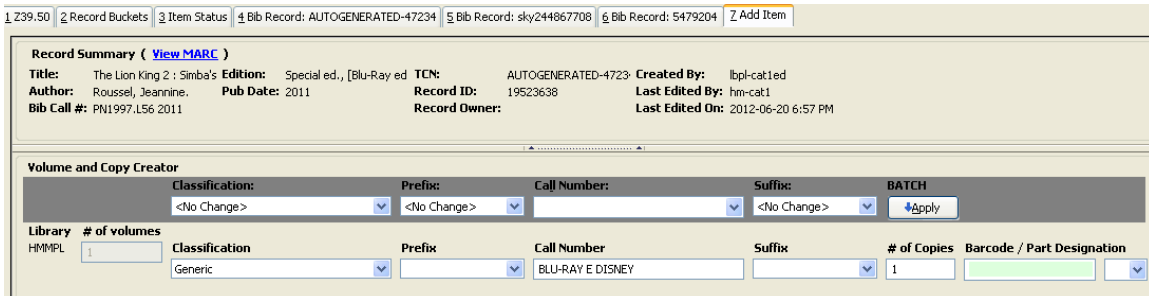 1 Z39.50 2 Record Buckets 3 Item Status 4 Bib Record: AUTOGENERATED-47234 5 Bib Record: sky244867708 6 Bib Record: 5479204 7 Add Item
Record Summary ( View MARC )
Title: The Lion King 2 : Simba's Edition: Special ed., [Blu-Ray ed TCN: AUTOGENERATED-4723 Created By: lbpl-cat1ed
Author: Roussel, Jeannine. Pub Date: 2011 Record ID: 19523638 Last Edited By: hm-cat1
Bib Call #: PN1997.L56 2011 Record Owner: Last Edited On: 2012-06-20 6:57 PM
Volume and Copy Creator
Classification: Prefix: Call Number: Suffix: BATCH
<No Change> <No Change> <No Change> Apply
Library # of volumes
HMMPL 1 Classification Prefix Call Number Suffix # of Copies Barcode / Part Designation
Generic BLU-RAY E DISNEY 1